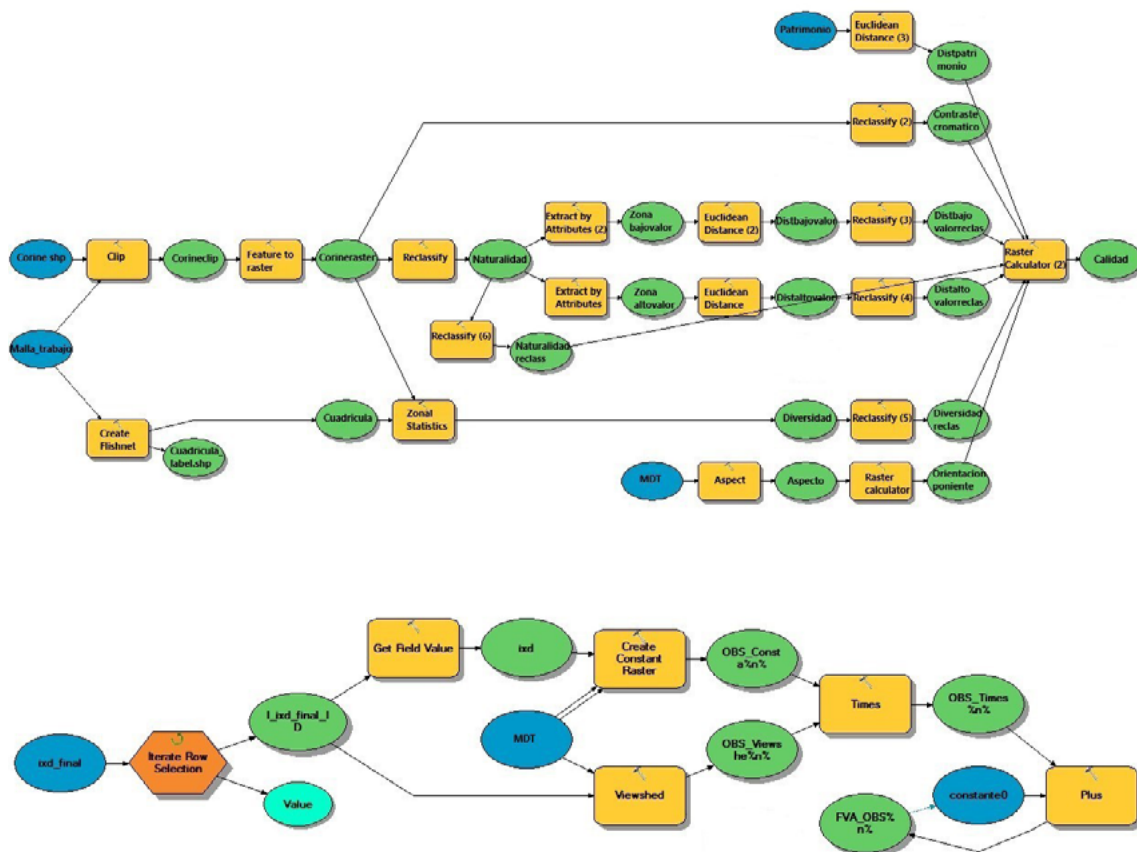 Patrimonio
Euclidean
Distance (3)
Distpatri
monio
Reclassify (2)
Contraste
cromatico
Extract by
Attributes (2)
Zona
bajovalor
Euclidean
Distance (2)
Distbajovalor
Reclassify (3)
Distbajo
valorreclas
Corine shp
Clip
Corineclip
Feature to
raster
Corineraster
Reclassify
Naturalidad
Raster
Calculator (2)
Calidad
Extract by
Attributes
Zona
altovalor
Euclidean
Distance
Distaltovalor
Reclassify (4)
Distalto
valorreclas
Malla_trabajo
Reclassify (6)
Naturalidad
reclass
Create
Flishnet
Cuadricula
Zonal
Statistics
Diversidad
Reclassify (5)
Diversidad
reclas
Cuadricula_
label.shp
MDT
Aspect
Aspecto
Raster
calculator
Orientacion
poniente
Get Field Value
ixd
Create
Constant
Raster
OBS_Const
a%n%
I_ixd_final_I
D
Times
OBS_Times
%n%
ixd_final
Iterate Row
Selection
MDT
OBS_Views
he%n%
Value
Viewshed
FVA_OBS%
n%
constante0
Plus